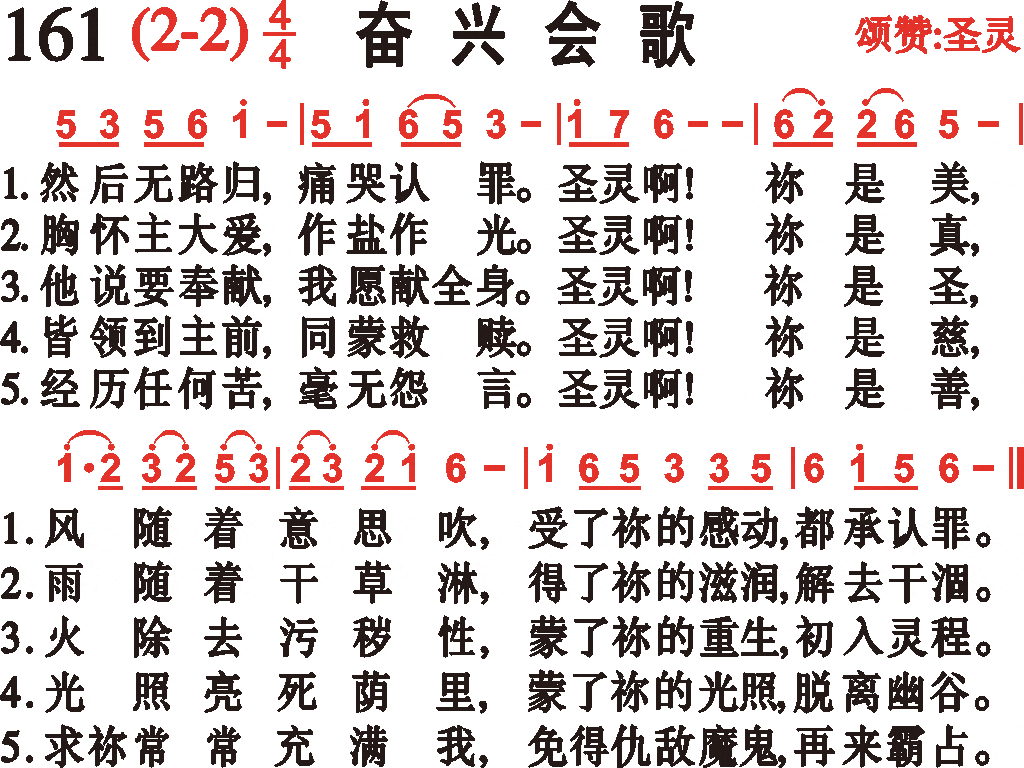 161 (2-2) 4/4 奋兴会歌 颂赞:圣灵
5 3 5 6 i - | 5 i 6 5 3 - | i 7 6 - - | 6 2̇ 2̇ 6 5 - |
1. 然后无路归, 痛哭认 罪。圣灵啊! 祢 是 美,
2. 胸怀主大爱, 作盐作 光。圣灵啊! 祢 是 真,
3. 他说要奉献, 我愿献全身。圣灵啊! 祢 是 圣,
4. 皆领到主前, 同蒙救 赎。圣灵啊! 祢 是 慈,
5. 经历任何苦, 毫无怨 言。圣灵啊! 祢 是 善,
i·2̇ 3̇ 2̇ 5̇ 3̇ | 2̇ 3̇ 2̇ i 6 - | i 6 5 3 3 5 | 6 i 5 6 - ‖
1. 风 随 着 意 思 吹, 受了祢的感动,都承认罪。
2. 雨 随 着 干 草 淋, 得了祢的滋润,解去干涸。
3. 火 除 去 污 秽 性, 蒙了祢的重生,初入灵程。
4. 光 照 亮 死 荫 里, 蒙了祢的光照,脱离幽谷。
5. 求祢常 常 充 满 我, 免得仇敌魔鬼,再来霸占。